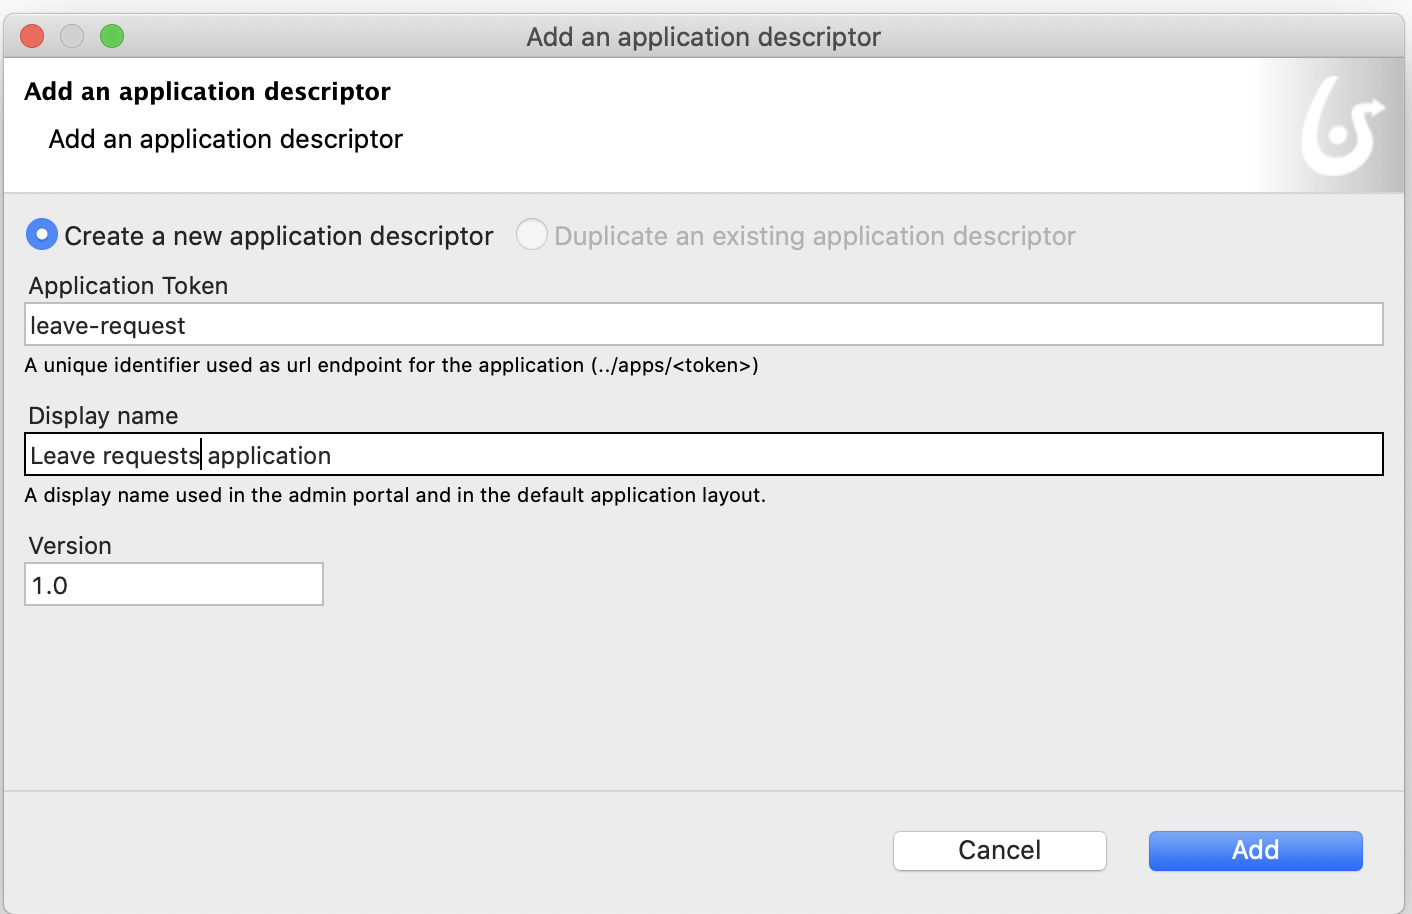 Add an application descriptor
Add an application descriptor
Add an application descriptor
Create a new application descriptor Duplicate an existing application descriptor
Application Token
leave-request
A unique identifier used as url endpoint for the application (../apps/<token>)
Display name
Leave requests application
A display name used in the admin portal and in the default application layout.
Version
1.0
Cancel Add